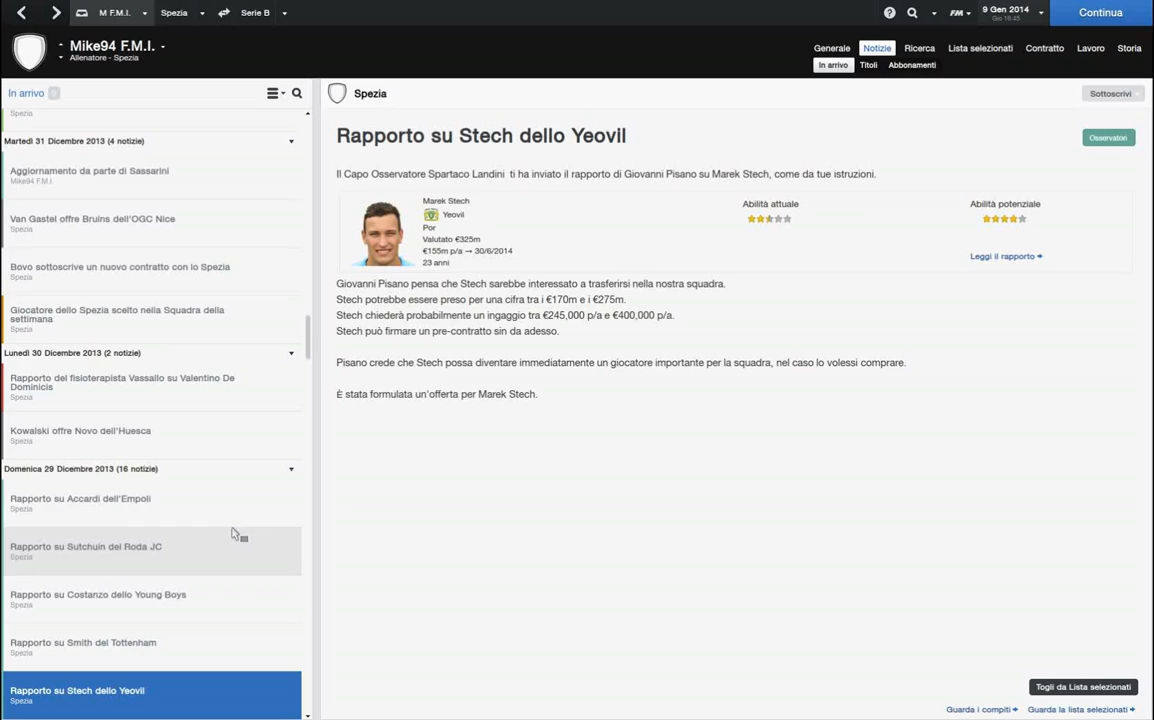 M F.M.I.
Spezia
Serie B
FM
9 Gen 2014
Gio 16:45
Continua
Mike94 F.M.I.
Allenatore - Spezia
Generale
Notizie
Ricerca
Lista selezionati
Contratto
Lavoro
Storia
In arrivo
Titoli
Abbonamenti
In arrivo
Spezia
Martedì 31 Dicembre 2013 (4 notizie)
Aggiornamento da parte di Sassarini
Mike94 F.M.I.
Van Gastel offre Bruins dell'OGC Nice
Spezia
Bovo sottoscrive un nuovo contratto con lo Spezia
Spezia
Giocatore dello Spezia scelto nella Squadra della
settimana
Spezia
Lunedì 30 Dicembre 2013 (2 notizie)
Rapporto del fisioterapista Vassallo su Valentino De
Dominicis
Spezia
Kowalski offre Novo dell'Huesca
Spezia
Domenica 29 Dicembre 2013 (16 notizie)
Rapporto su Accardi dell'Empoli
Spezia
Rapporto su Sutchuin del Roda JC
Spezia
Rapporto su Costanzo dello Young Boys
Spezia
Rapporto su Smith del Tottenham
Spezia
Rapporto su Stech dello Yeovil
Spezia
Spezia
Sottoscrivi
Rapporto su Stech dello Yeovil
Osservatori
Il Capo Osservatore Spartaco Landini ti ha inviato il rapporto di Giovanni Pisano su Marek Stech, come da tue istruzioni.
Marek Stech
Yeovil
Por
Valutato €325m
€155m p/a → 30/6/2014
23 anni
Abilità attuale
Abilità potenziale
Leggi il rapporto
Giovanni Pisano pensa che Stech sarebbe interessato a trasferirsi nella nostra squadra.
Stech potrebbe essere preso per una cifra tra i €170m e i €275m.
Stech chiederà probabilmente un ingaggio tra €245,000 p/a e €400,000 p/a.
Stech può firmare un pre-contratto sin da adesso.
Pisano crede che Stech possa diventare immediatamente un giocatore importante per la squadra, nel caso lo volessi comprare.
È stata formulata un'offerta per Marek Stech.
Togli da Lista selezionati
Guarda i compiti
Guarda la lista selezionati